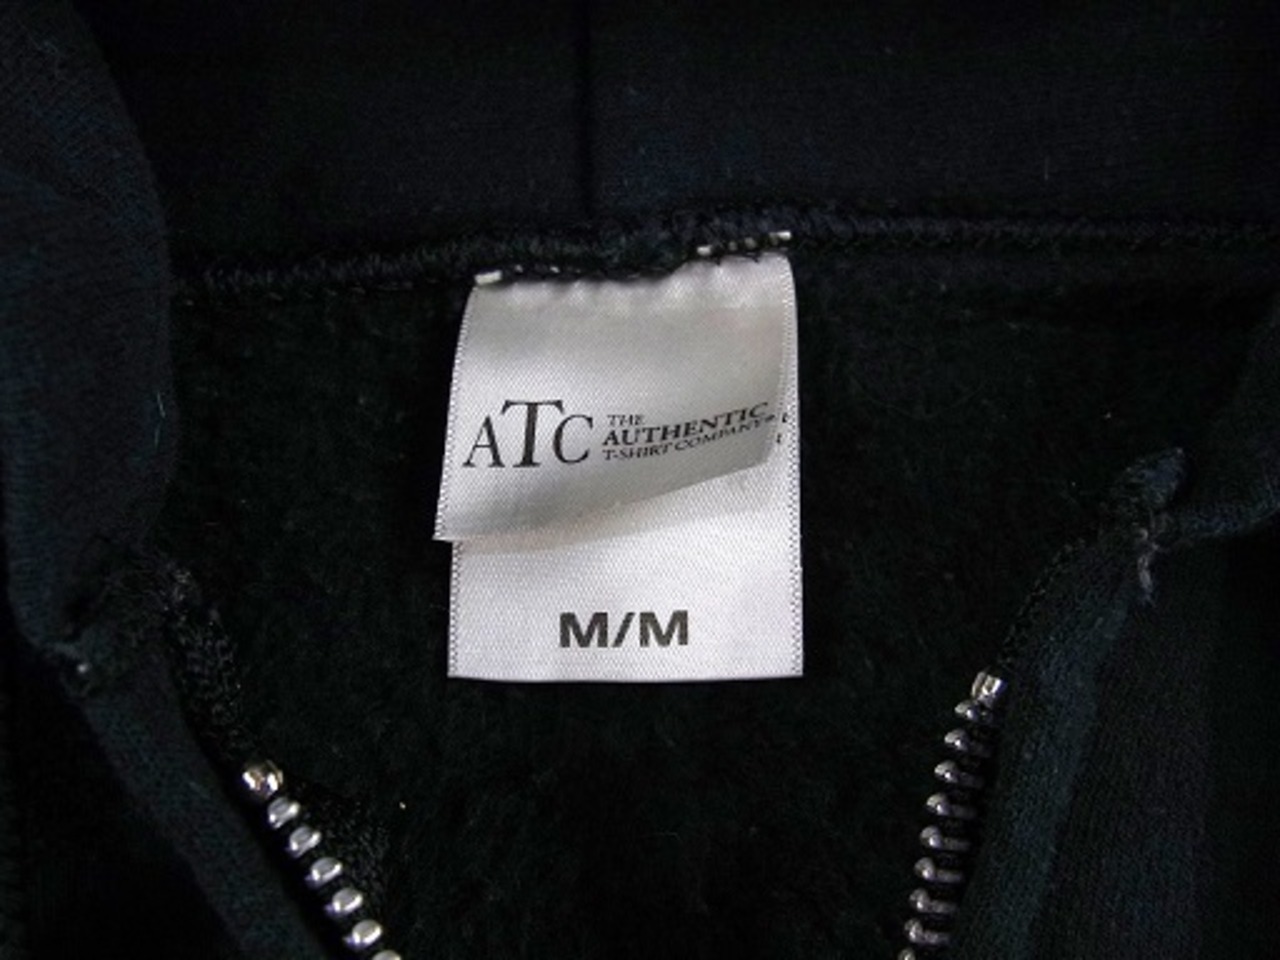 ATC
THE
AUTHENTIC
T-SHIRT COMPANY®
M/M